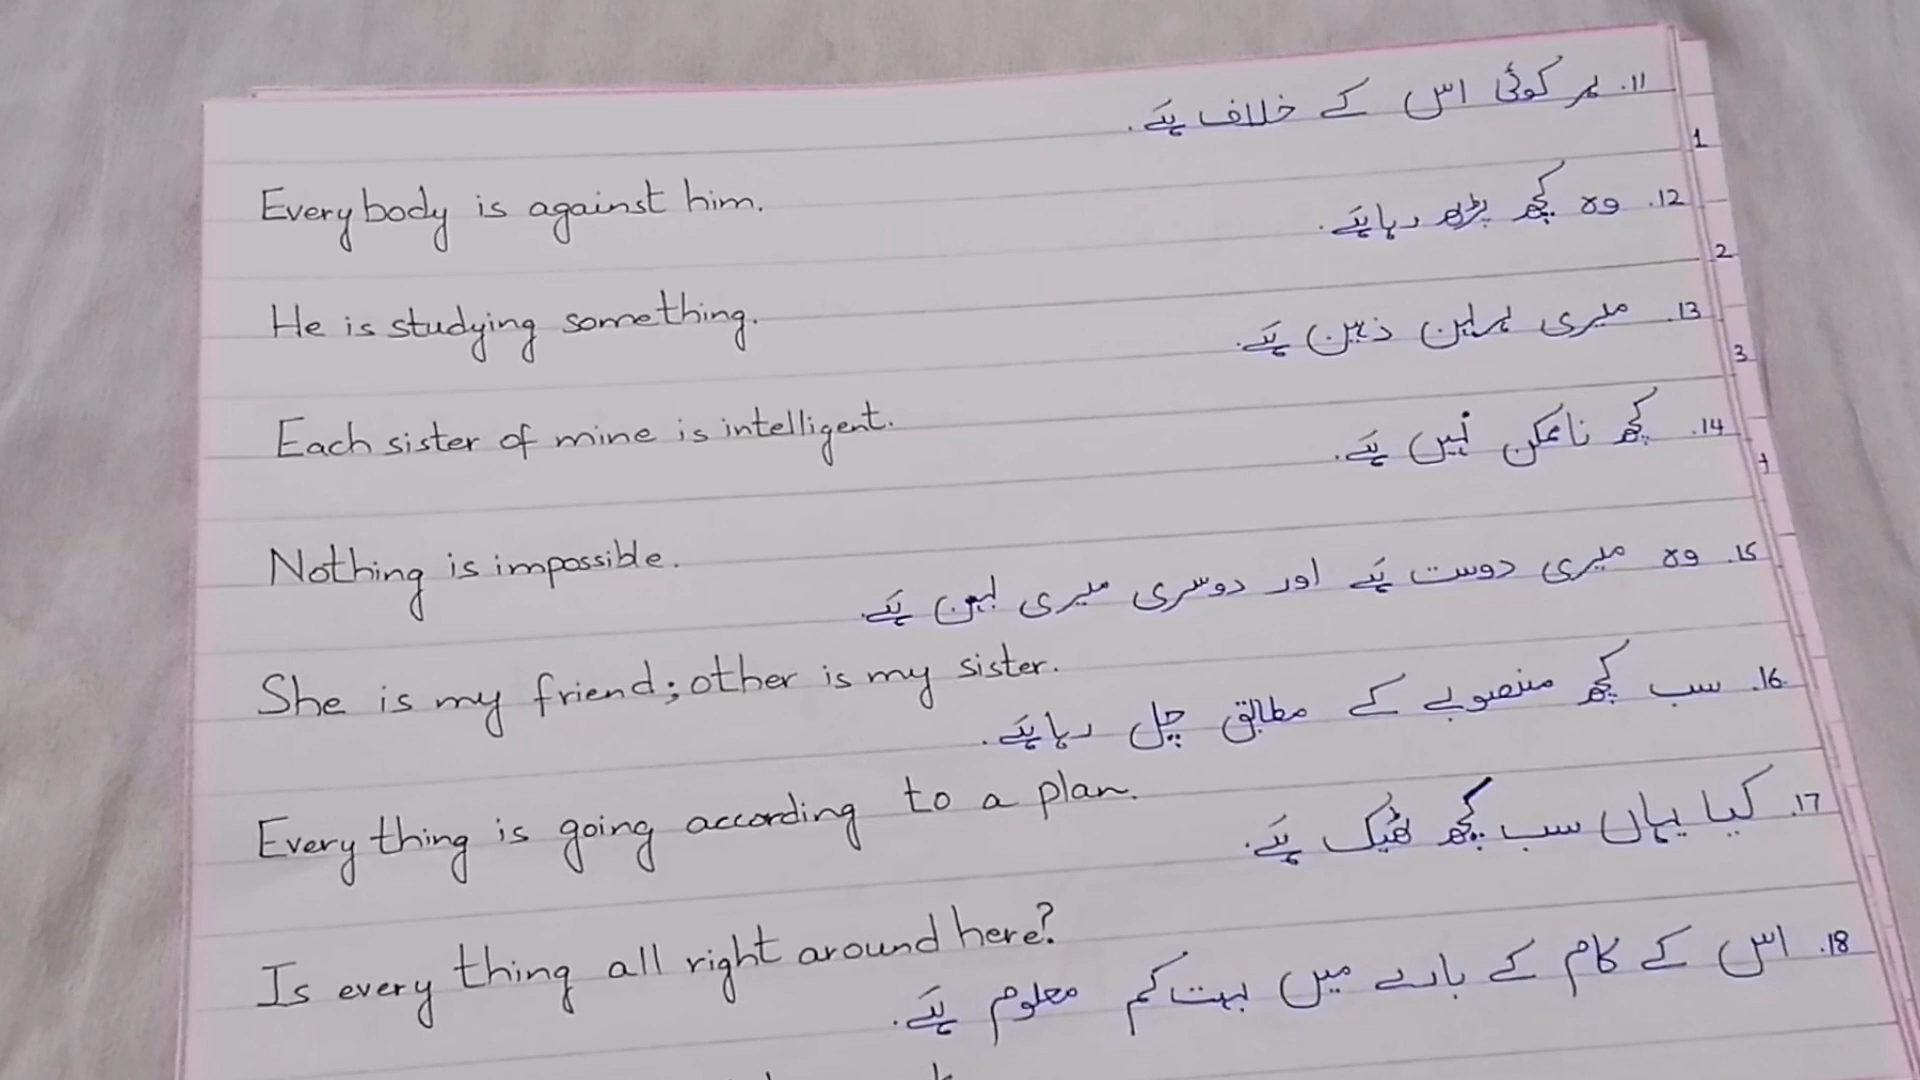 11. ہر کوئی اس کے خلاف ہے.
Everybody is against him.
12. وہ کچھ پڑھ رہا ہے.
He is studying something.
13. میری ہر بہن ذہین ہے.
Each sister of mine is intelligent.
14. کچھ ناممکن نہیں ہے.
Nothing is impossible.
15. وہ میری دوست ہے اور دوسری میری بہن ہے.
She is my friend; other is my sister.
16. سب کچھ منصوبے کے مطابق چل رہا ہے.
Every thing is going according to a plan.
17. کیا یہاں سب کچھ ٹھیک ہے.
Is every thing all right around here?
18. اس کے کام کے بارے میں بہت کم معلوم ہے.
1
2
3